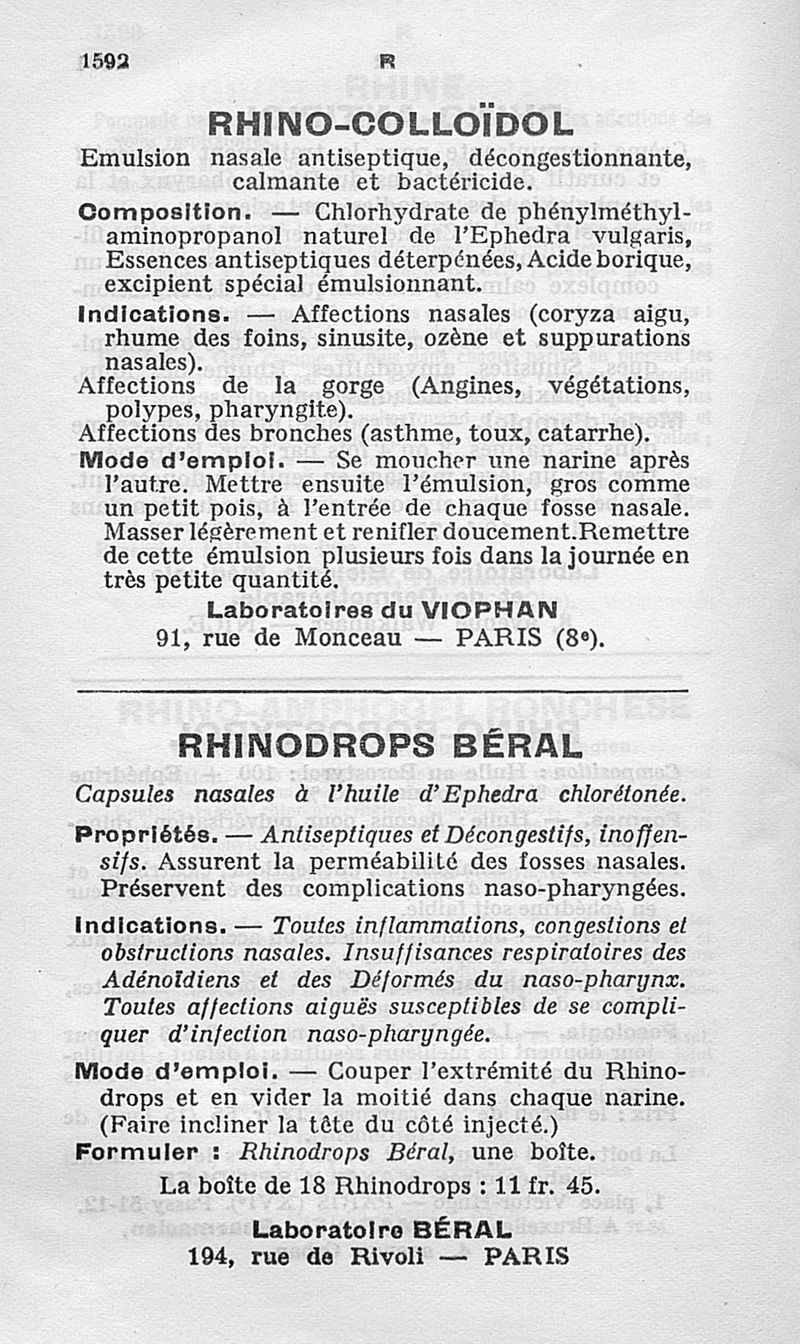 1592
R
RHINO-COLLOÏDOL
Emulsion nasale antiseptique, décongestionnante,
calmante et bactéricide.
Composition. — Chlorhydrate de phénylméthyl-
aminopropanol naturel de l'Ephedra vulgaris,
Essences antiseptiques déterpénées, Acide borique,
excipient spécial émulsionnant.
Indications. — Affections nasales (coryza aigu,
rhume des foins, sinusite, ozène et suppurations
nasales).
Affections de la gorge (Angines, végétations,
polypes, pharyngite).
Affections des bronches (asthme, toux, catarrhe).
Mode d'emploi. — Se moucher une narine après
l'autre. Mettre ensuite l'émulsion, gros comme
un petit pois, à l'entrée de chaque fosse nasale.
Masser légèrement et renifler doucement. Remettre
de cette émulsion plusieurs fois dans la journée en
très petite quantité.
Laboratoires du VIOPHAN
91, rue de Monceau — PARIS (8e).
RHINODROPS BÉRAL
Capsules nasales à l'huile d'Ephedra chlorétonée.
Propriétés. — Antiseptiques et Décongestifs, inoffen-
sifs. Assurent la perméabilité des fosses nasales.
Préservent des complications naso-pharyngées.
Indications. — Toutes inflammations, congestions et
obstructions nasales. Insuffisances respiratoires des
Adénoïdiens et des Déformés du naso-pharynx.
Toutes affections aiguës susceptibles de se compli-
quer d'infection naso-pharyngée.
Mode d'emploi. — Couper l'extrémité du Rhino-
drops et en vider la moitié dans chaque narine.
(Faire incliner la tête du côté injecté.)
Formuler : Rhinodrops Béral, une boîte.
La boîte de 18 Rhinodrops : 11 fr. 45.
Laboratoire BÉRAL
194, rue de Rivoli — PARIS